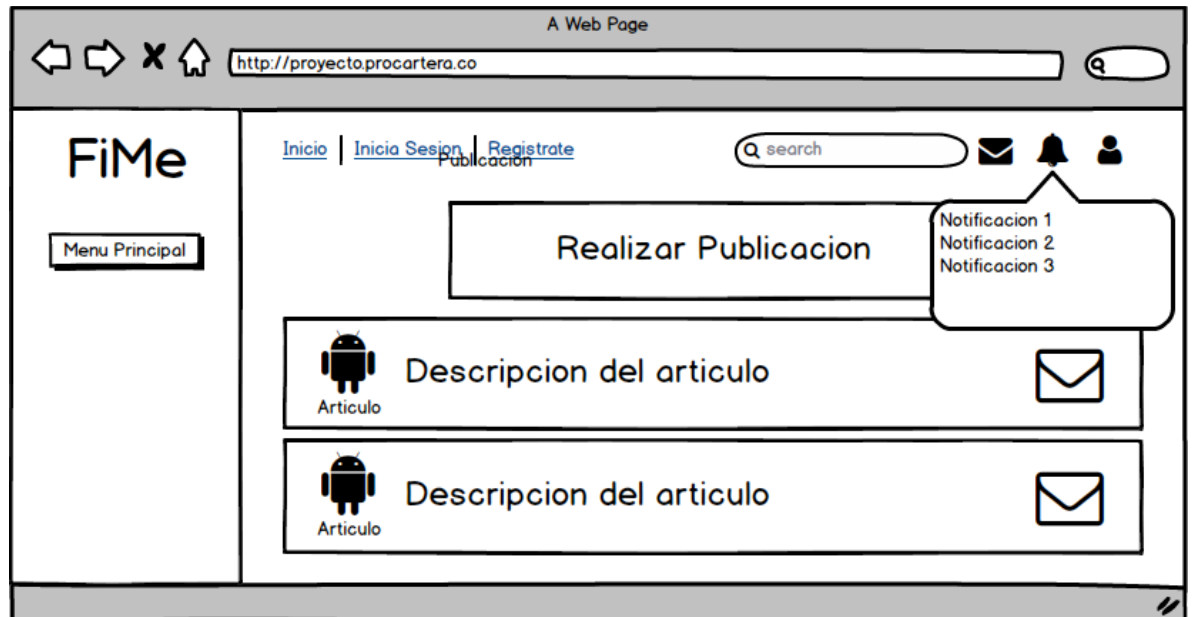 A Web Page
http://proyecto.procartera.co
FiMe
Menu Principal
Inicio Inicia Sesion Registrate
Publicacion
search
Realizar Publicacion
Notificacion 1
Notificacion 2
Notificacion 3
Descripcion del articulo
Articulo
Descripcion del articulo
Articulo